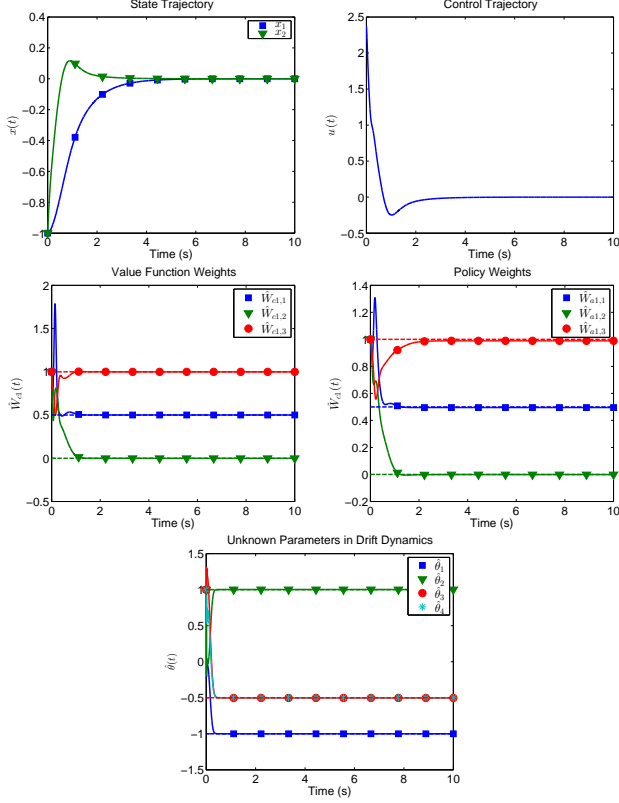 State Trajectory
0.4
0.2
0
−0.2
−0.4
−0.6
−0.8
−1
x(t)
0 2 4 6 8 10
Time (s)
x₁
x₂
Control Trajectory
2.5
2
1.5
1
0.5
0
−0.5
u(t)
0 2 4 6 8 10
Time (s)
Value Function Weights
2
1.5
1
0.5
0
−0.5
Ŵc1(t)
0 2 4 6 8 10
Time (s)
Ŵc1,1
Ŵc1,2
Ŵc1,3
Policy Weights
1.4
1.2
1
0.8
0.6
0.4
0.2
0
−0.2
Ŵc1(t)
0 2 4 6 8 10
Time (s)
Ŵa1,1
Ŵa1,2
Ŵa1,3
Unknown Parameters in Drift Dynamics
1.5
1
0.5
0
−0.5
−1
−1.5
θ̂(t)
0 2 4 6 8 10
Time (s)
θ̂₁
θ̂₂
θ̂₃
θ̂₄